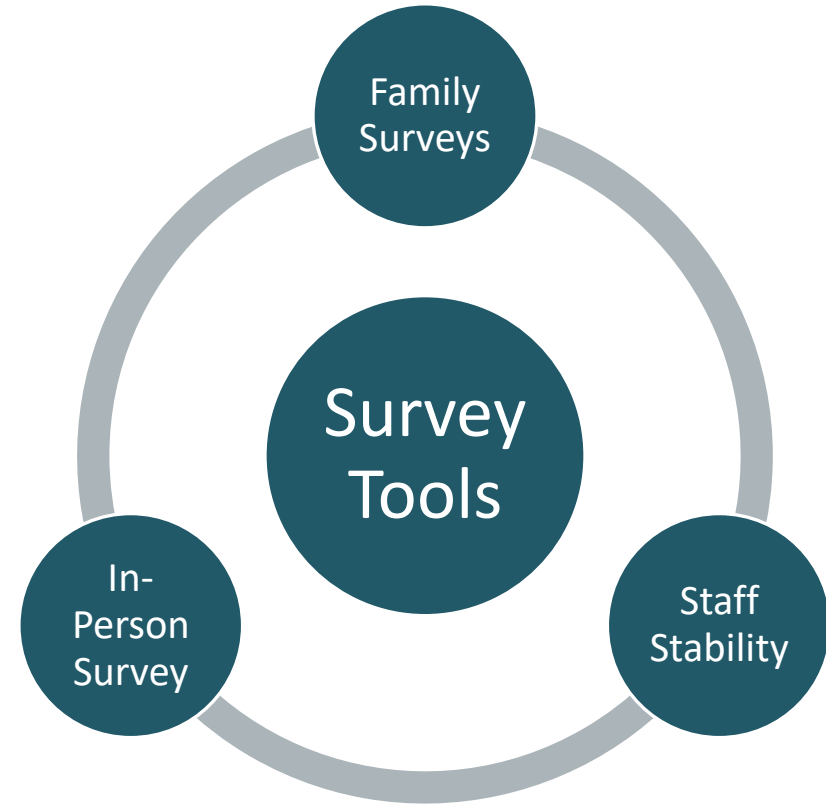 Family
Surveys
Survey
Tools
In-
Person
Survey
Staff
Stability